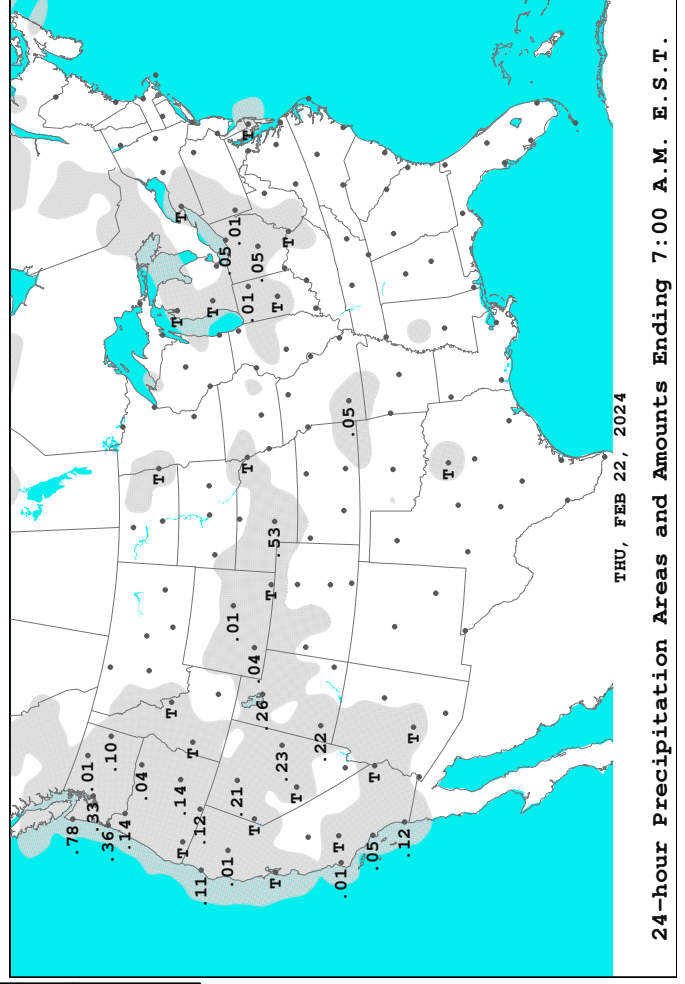 .78
.01
.33
.36
.10
.14
.04
T
T
T
.14
T
T
T
.11
.12
T
.05
.01
.01
.01
.21
T
.01
T
T
.04
.05
.26
T
T
.53
T
.23
T
T
.22
.01
T
.05
.05
T
.12
T
T
THU, FEB 22, 2024
24-hour Precipitation Areas and Amounts Ending 7:00 A.M. E.S.T.